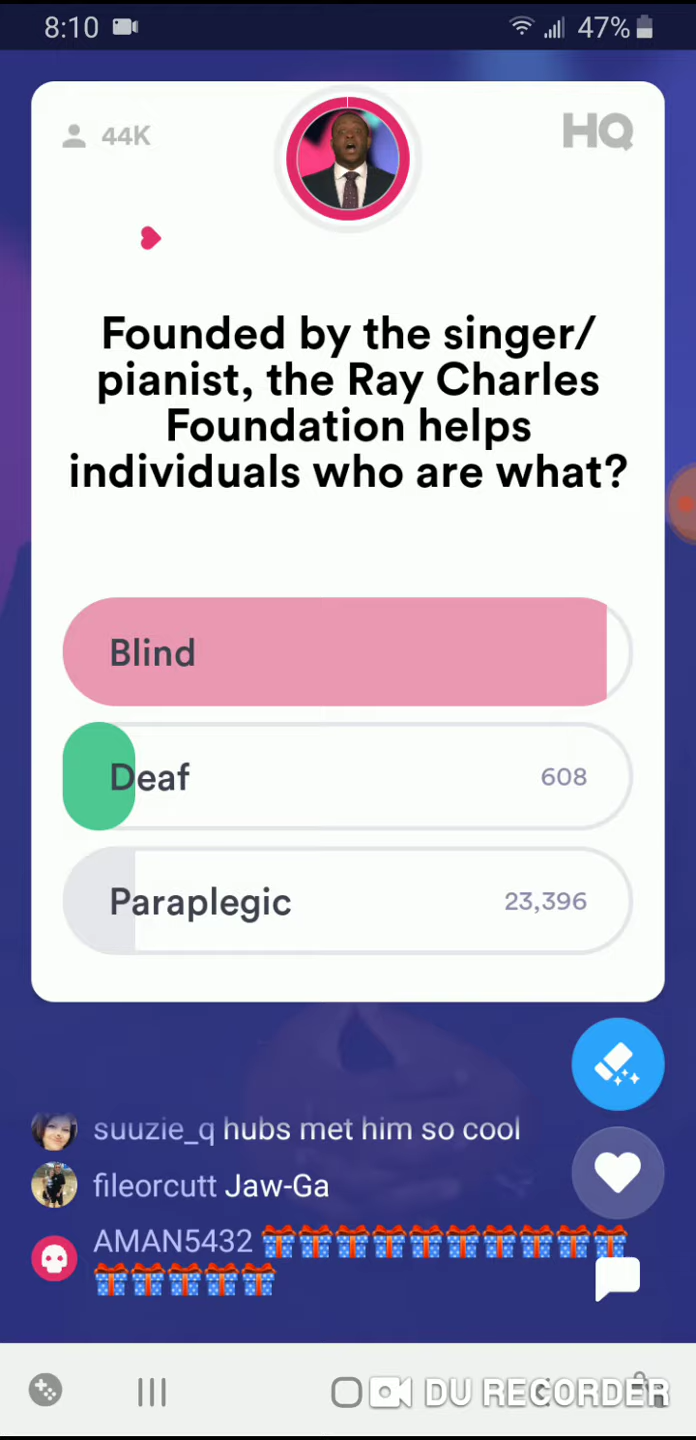 8:10 47%
44K HQ
Founded by the singer/
pianist, the Ray Charles
Foundation helps
individuals who are what?
Blind
Deaf 608
Paraplegic 23,396
suuzie_q hubs met him so cool
fileorcutt Jaw-Ga
AMAN5432 🎁🎁🎁🎁🎁🎁🎁🎁🎁🎁
🎁🎁🎁🎁🎁
DU RECORDER